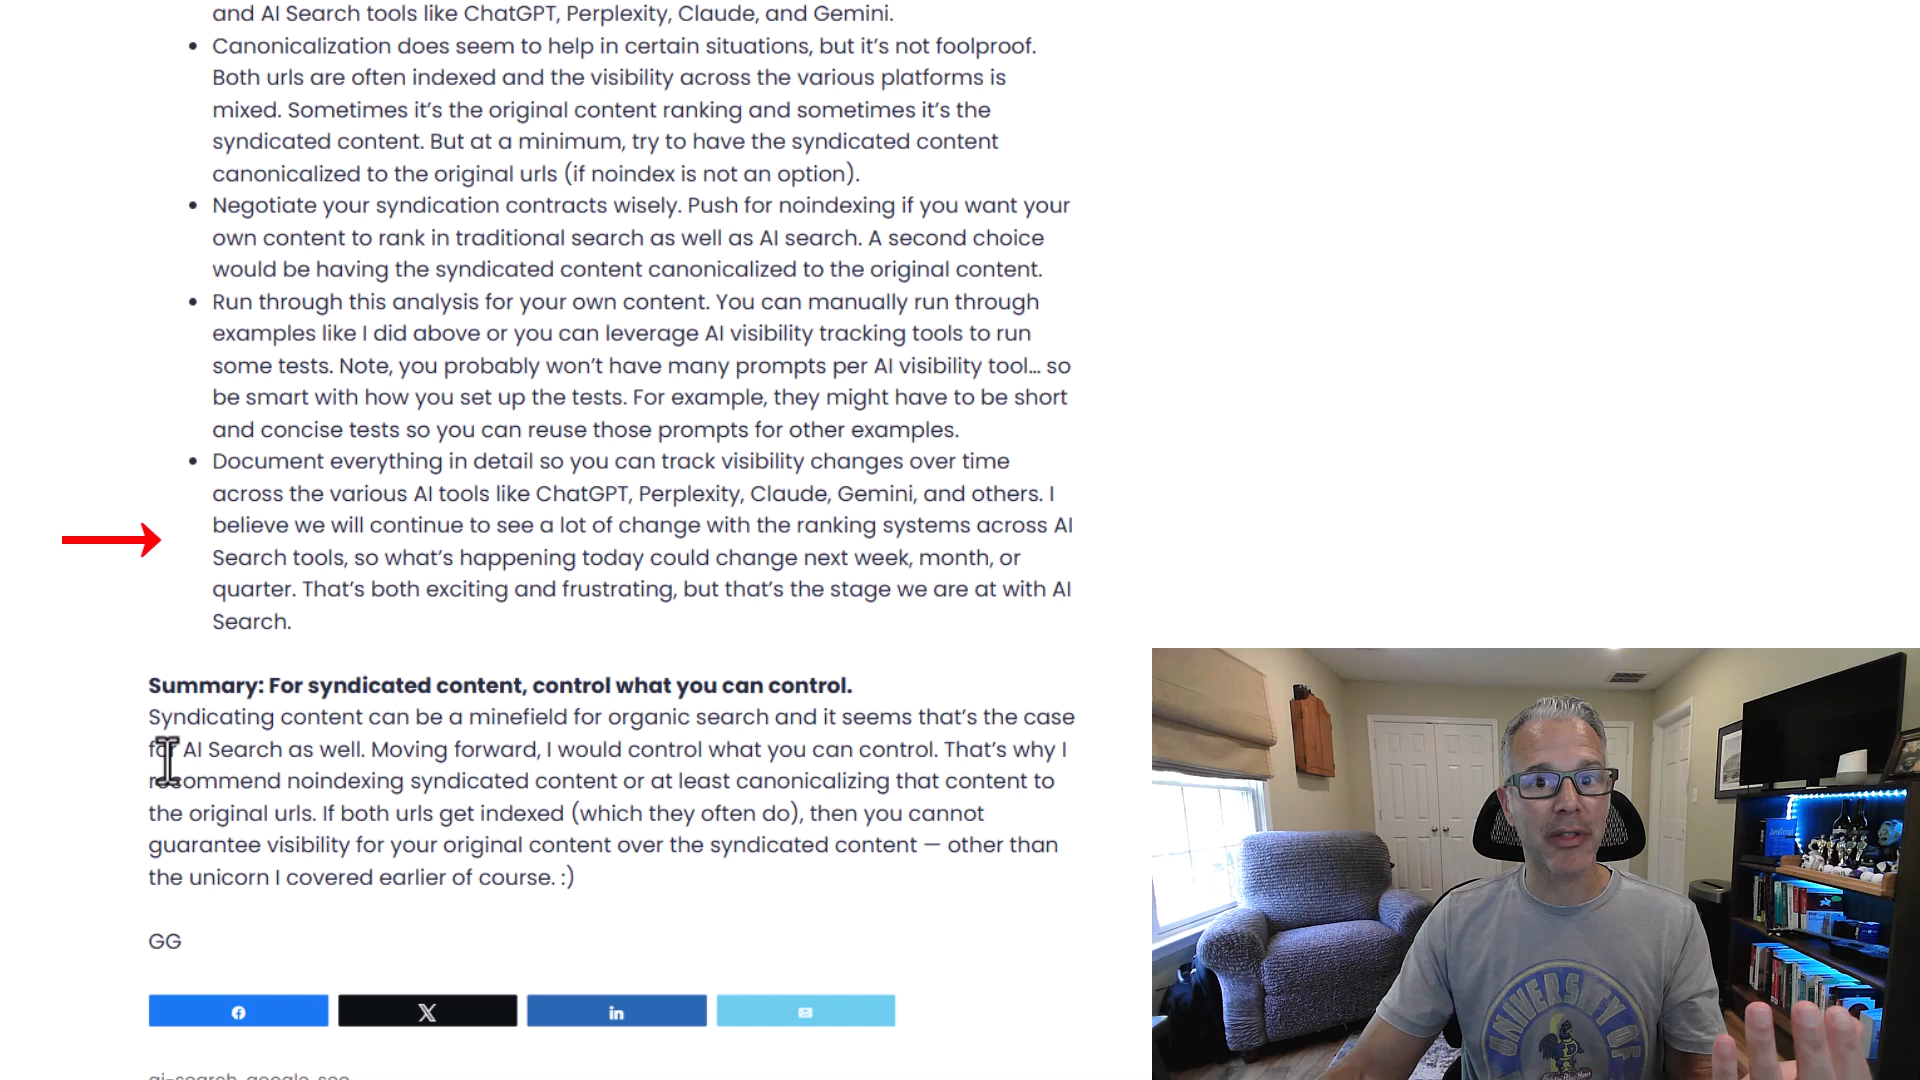 and AI Search tools like ChatGPT, Perplexity, Claude, and Gemini.
• Canonicalization does seem to help in certain situations, but it's not foolproof.
Both urls are often indexed and the visibility across the various platforms is
mixed. Sometimes it's the original content ranking and sometimes it's the
syndicated content. But at a minimum, try to have the syndicated content
canonicalized to the original urls (if noindex is not an option).
• Negotiate your syndication contracts wisely. Push for noindexing if you want your
own content to rank in traditional search as well as AI search. A second choice
would be having the syndicated content canonicalized to the original content.
• Run through this analysis for your own content. You can manually run through
examples like I did above or you can leverage AI visibility tracking tools to run
some tests. Note, you probably won't have many prompts per AI visibility tool... so
be smart with how you set up the tests. For example, they might have to be short
and concise tests so you can reuse those prompts for other examples.
• Document everything in detail so you can track visibility changes over time
across the various AI tools like ChatGPT, Perplexity, Claude, Gemini, and others. I
believe we will continue to see a lot of change with the ranking systems across AI
Search tools, so what's happening today could change next week, month, or
quarter. That's both exciting and frustrating, but that's the stage we are at with AI
Search.
Summary: For syndicated content, control what you can control.
Syndicating content can be a minefield for organic search and it seems that's the case
for AI Search as well. Moving forward, I would control what you can control. That's why I
recommend noindexing syndicated content or at least canonicalizing that content to
the original urls. If both urls get indexed (which they often do), then you cannot
guarantee visibility for your original content over the syndicated content — other than
the unicorn I covered earlier of course. :)
GG
ai-search, google, seo
UNIVERSITY OF